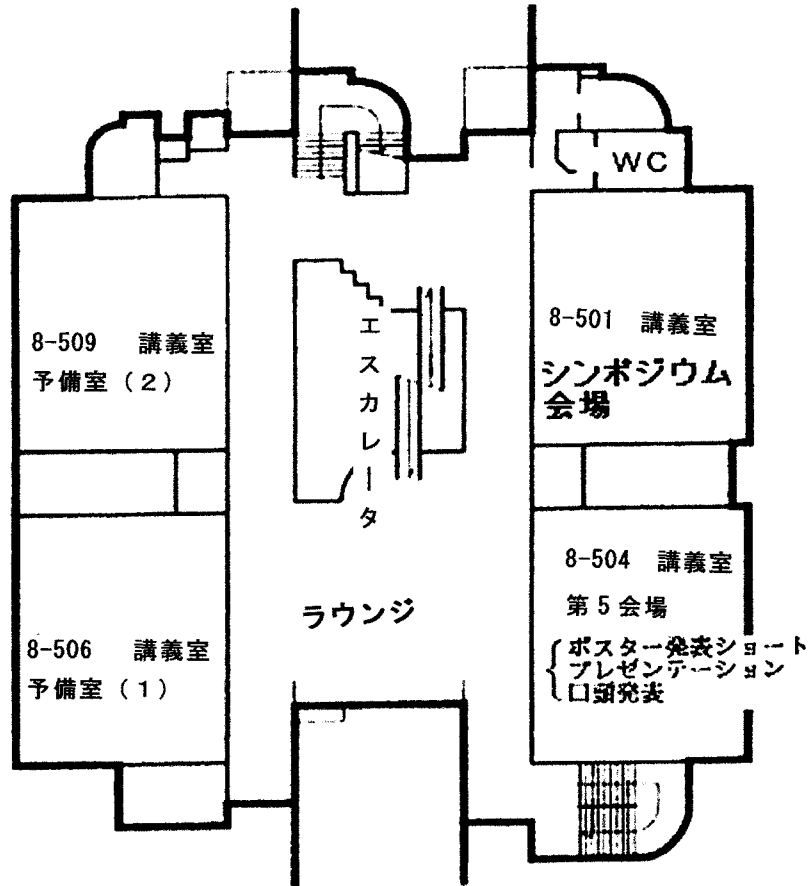 WC
8-509 講義室
予備室（２）
エスカレータ
8-501 講義室
シンポジウム
会場
ラウンジ
8-506 講義室
予備室（１）
8-504 講義室
第５会場
ポスター発表ショート
プレゼンテーション
口頭発表